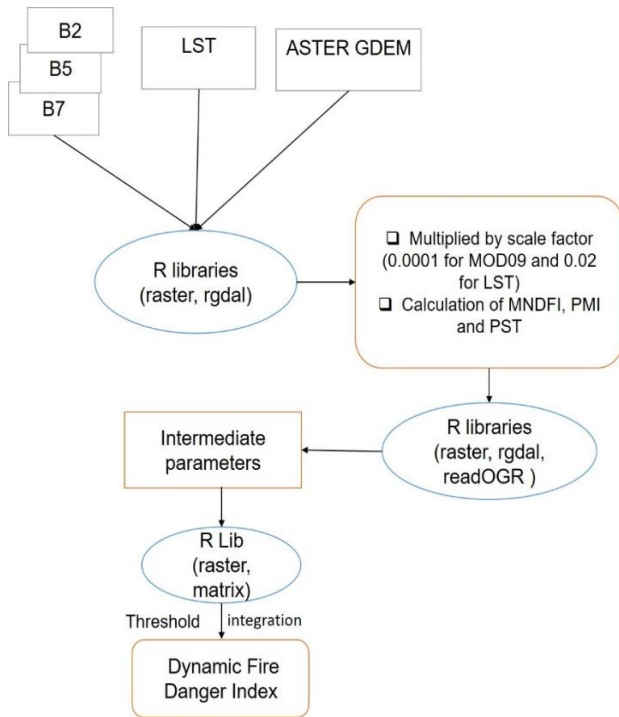 B2
B5
B7
LST
ASTER GDEM
R libraries
(raster, rgdal)
❑ Multiplied by scale factor
(0.0001 for MOD09 and 0.02
for LST)
❑ Calculation of MNDFI, PMI
and PST
R libraries
(raster, rgdal,
readOGR )
Intermediate
parameters
R Lib
(raster,
matrix)
Threshold integration
Dynamic Fire
Danger Index